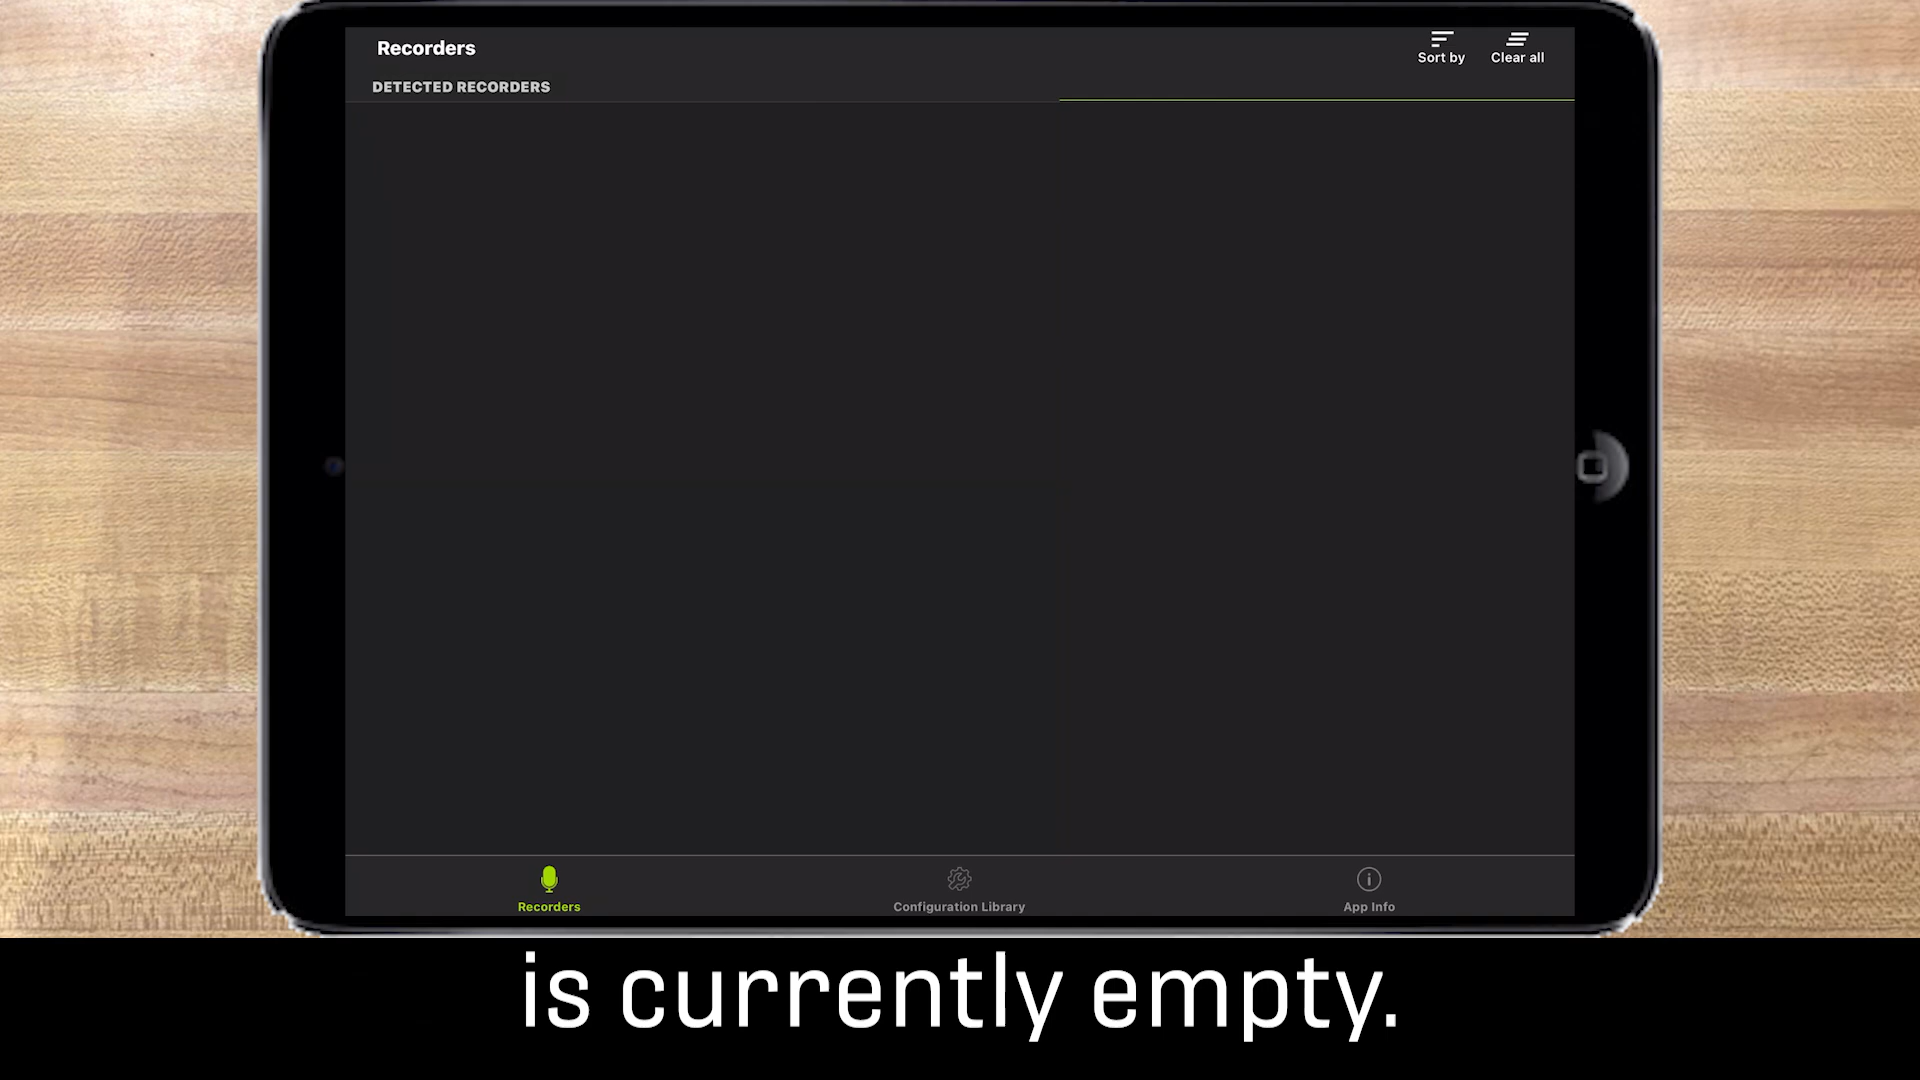 Recorders
Sort by
Clear all
DETECTED RECORDERS
Recorders
Configuration Library
App Info
is currently empty.